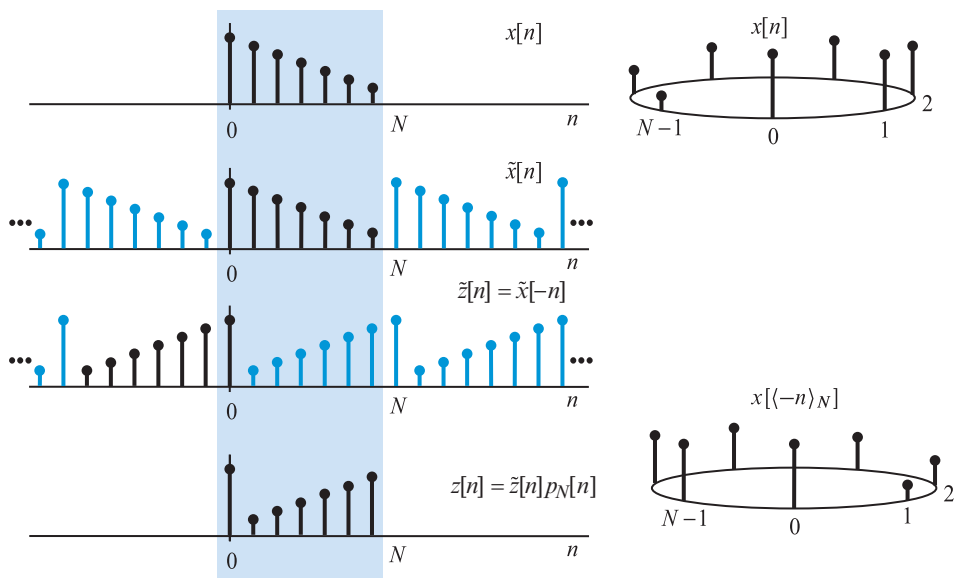 x[n]
0
N
n
x[n]
N−1
0
1
2
x̃[n]
•••
•••
0
N
n
z̃[n] = x̃[−n]
•••
•••
0
N
n
z[n] = z̃[n]p_N[n]
0
N
n
x[⟨−n⟩_N]
N−1
0
1
2